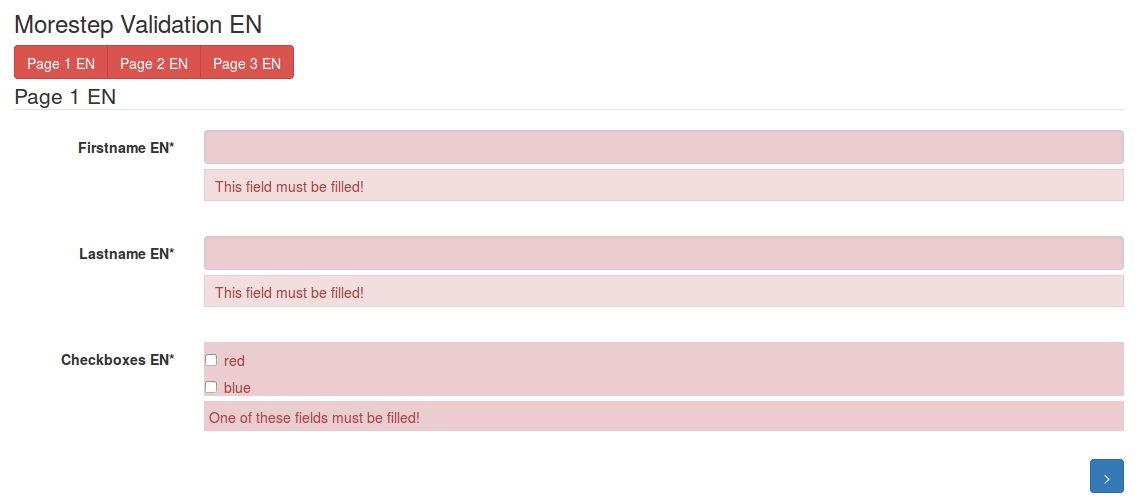 Morestep Validation EN
Page 1 EN Page 2 EN Page 3 EN
Page 1 EN
Firstname EN*
This field must be filled!
Lastname EN*
This field must be filled!
Checkboxes EN* red
blue
One of these fields must be filled!
>